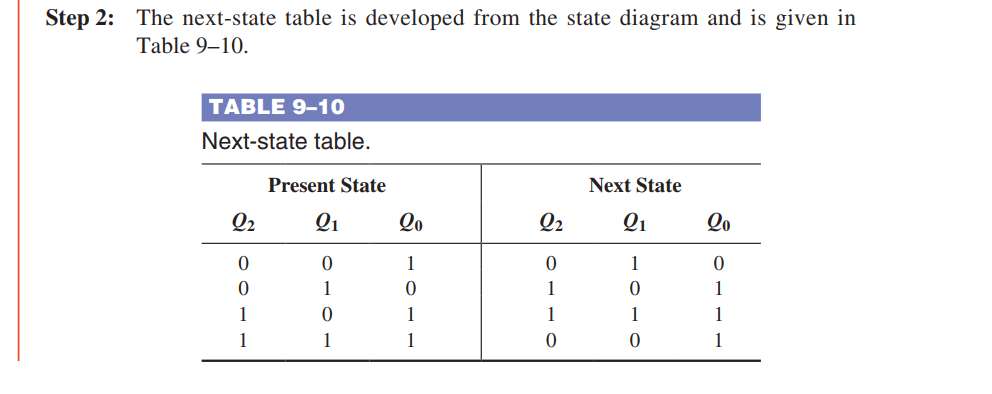 Step 2: The next-state table is developed from the state diagram and is given in
Table 9–10.
TABLE 9–10
Next-state table.
Present State Next State
Q2 Q1 Q0 Q2 Q1 Q0
0 0 1 0 1 0
0 1 0 1 0 1
1 0 1 1 1 1
1 1 1 0 0 1